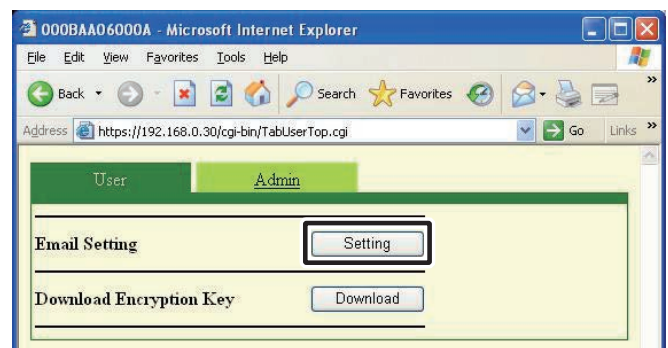 000BAA06000A - Microsoft Internet Explorer
File Edit View Favorites Tools Help
Back Search Favorites
Address https://192.168.0.30/cgi-bin/TabUserTop.cgi Go Links
User Admin
Email Setting Setting
Download Encryption Key Download